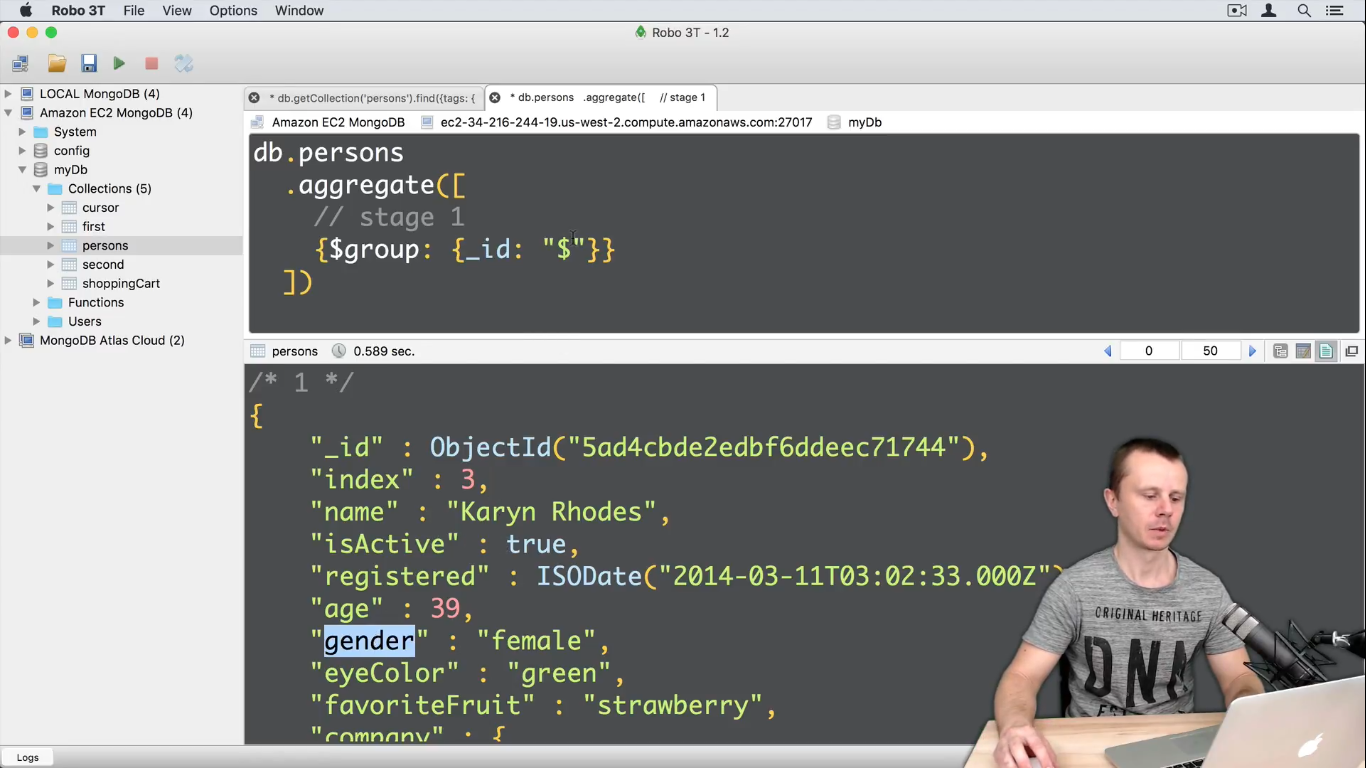 Robo 3T File View Options Window
Robo 3T - 1.2
LOCAL MongoDB (4)
Amazon EC2 MongoDB (4)
System
config
myDb
Collections (5)
cursor
first
persons
second
shoppingCart
Functions
Users
MongoDB Atlas Cloud (2)
* db.getCollection('persons').find({tags: { * db.persons .aggregate([ // stage 1
Amazon EC2 MongoDB ec2-34-216-244-19.us-west-2.compute.amazonaws.com:27017 myDb
db.persons
.aggregate([
// stage 1
{$group: {_id: "$"}}
])
persons 0.589 sec. 0 50
/* 1 */
{
"_id" : ObjectId("5ad4cbde2edbf6ddeec71744"),
"index" : 3,
"name" : "Karyn Rhodes",
"isActive" : true,
"registered" : ISODate("2014-03-11T03:02:33.000Z")
"age" : 39,
"gender" : "female",
"eyeColor" : "green",
"favoriteFruit" : "strawberry",
"company" : {
Logs
ORIGINAL HERITAGE
DNA